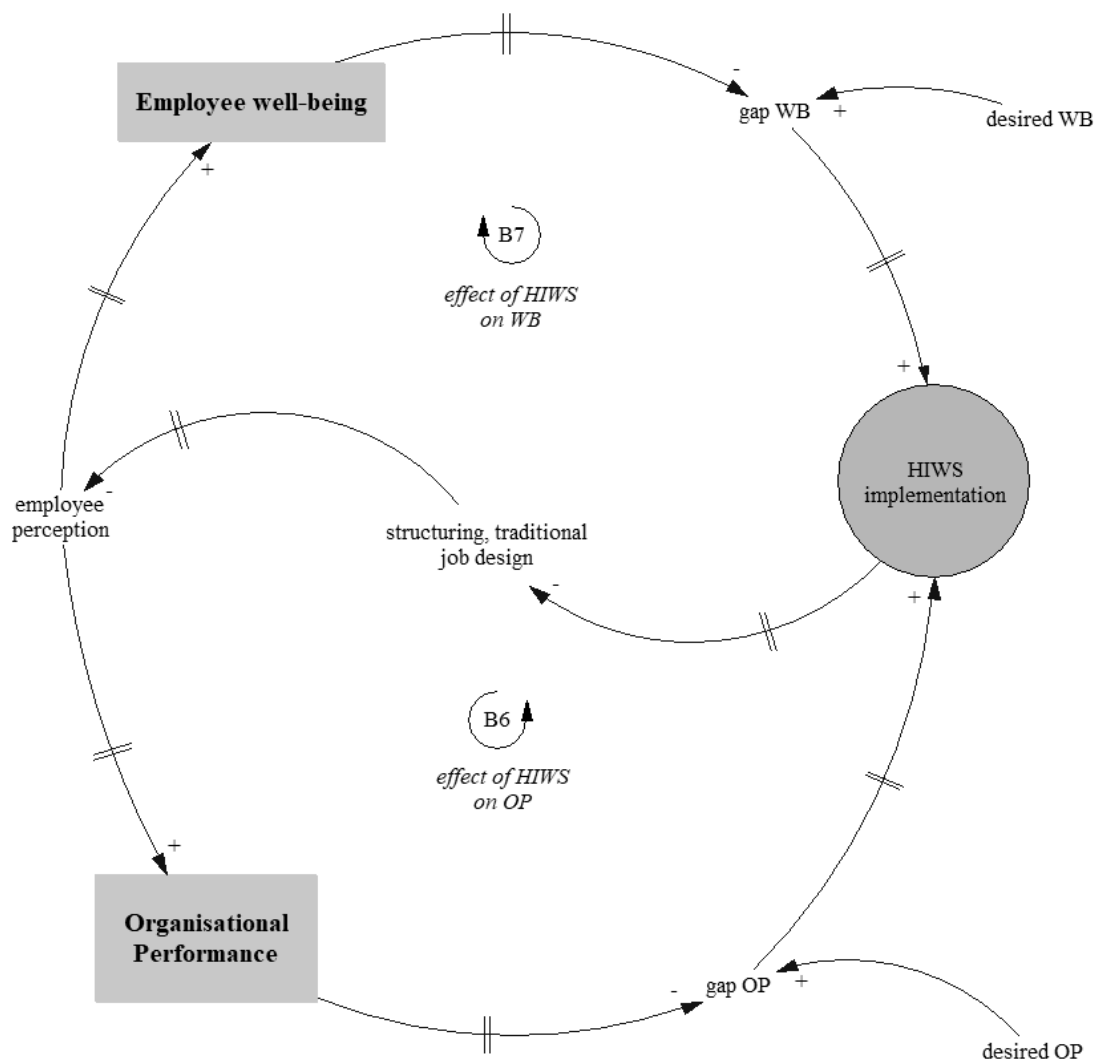 Employee well-being
-
gap WB
+
desired WB
+
B7
effect of HIWS
on WB
+
HIWS
implementation
employee
perception
-
structuring, traditional
job design
-
+
B6
effect of HIWS
on OP
+
Organisational
Performance
-
gap OP
+
desired OP